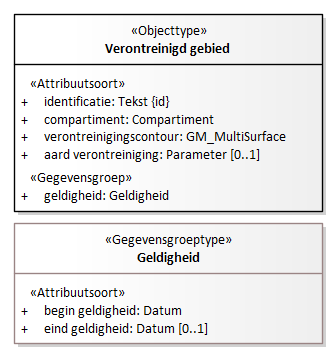 «Objecttype»
Verontreinigd gebied
«Attribuutsoort»
+ identificatie: Tekst {id}
+ compartiment: Compartiment
+ verontreinigingscontour: GM_MultiSurface
+ aard verontreiniging: Parameter [0..1]
«Gegevensgroep»
+ geldigheid: Geldigheid
«Gegevensgroeptype»
Geldigheid
«Attribuutsoort»
+ begin geldigheid: Datum
+ eind geldigheid: Datum [0..1]